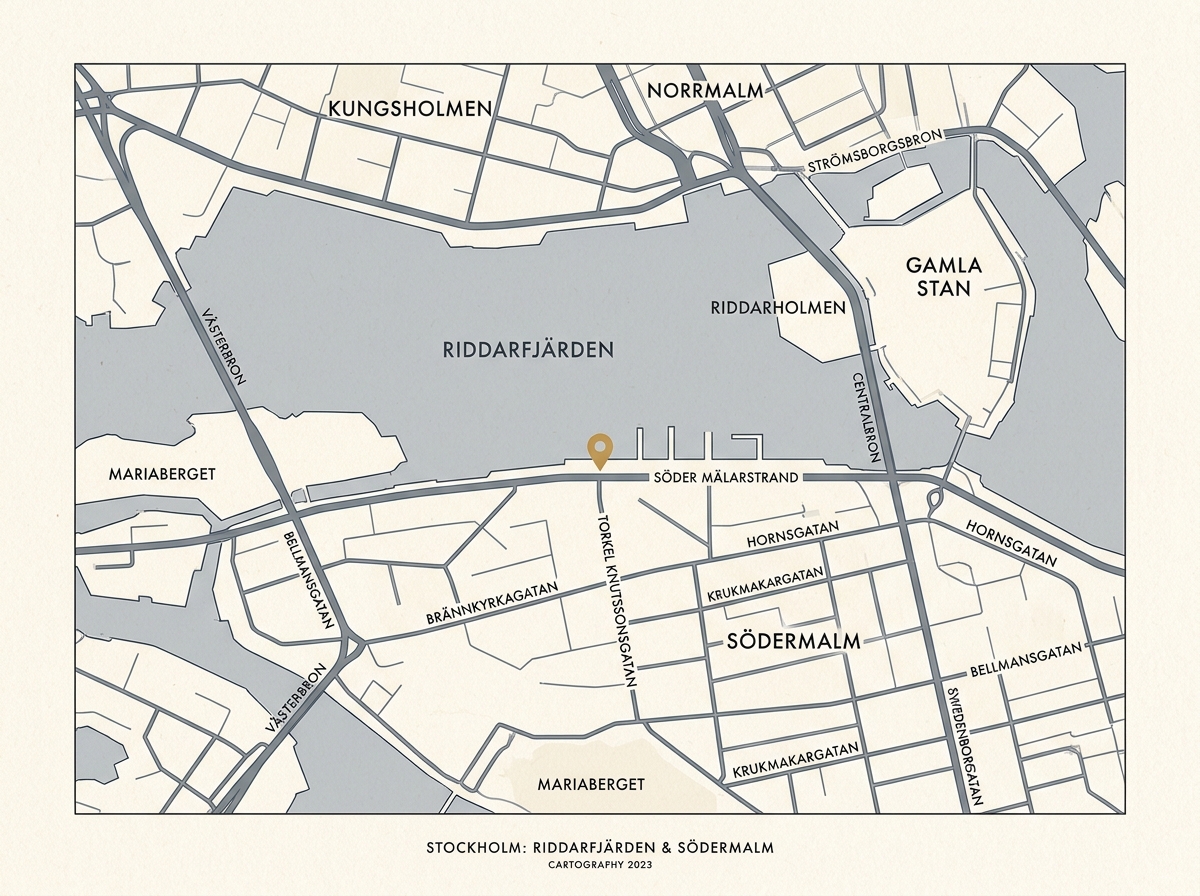 KUNGSHOLMEN
NORRMALM
STRÖMSBORGSBRON
GAMLA
STAN
RIDDARHOLMEN
VÄSTERBRON
RIDDARFJÄRDEN
CENTRALBRON
MARIABERGET
SÖDER MÄLARSTRAND
TORKEL KNUTSSONSGATAN
HORNSGATAN
HORNSGATAN
BELLMANSGATAN
KRUKMAKARGATAN
BRÄNNKYRKAGATAN
SÖDERMALM
BELLMANSGATAN
VÄSTERBRON
SWEDENBORGATAN
KRUKMAKARGATAN
MARIABERGET
STOCKHOLM: RIDDARFJÄRDEN & SÖDERMALM
CARTOGRAPHY 2023